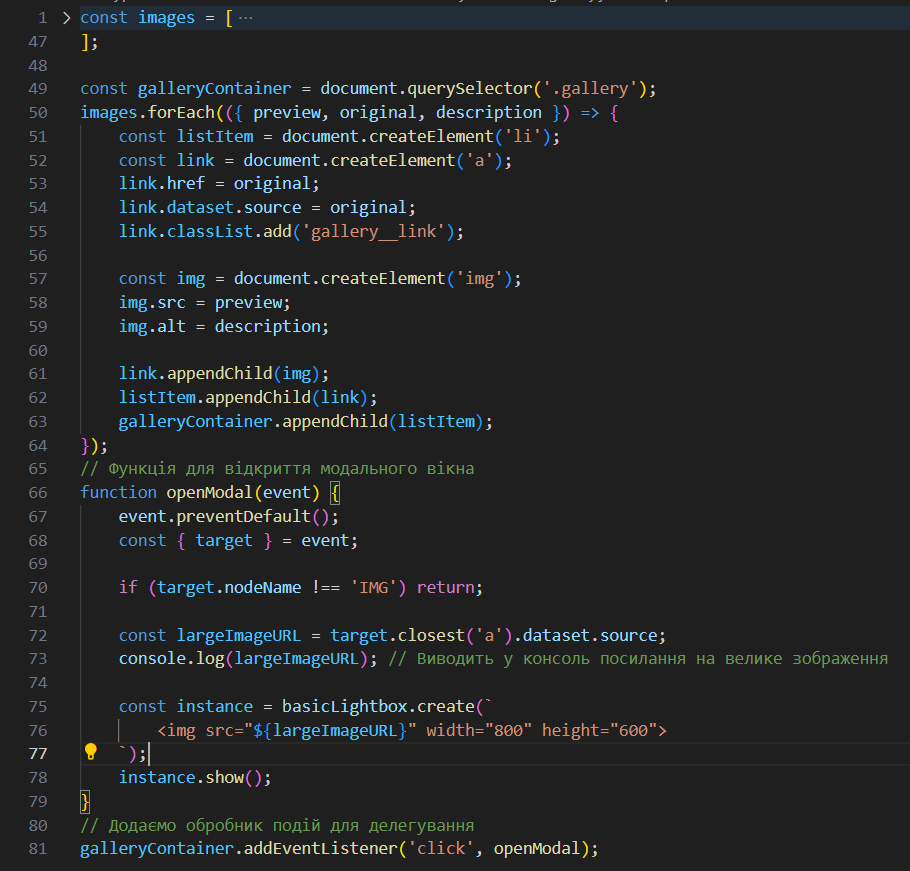 1 const images = [ ···
47 ];
48
49 const galleryContainer = document.querySelector('.gallery');
50 images.forEach(({ preview, original, description }) => {
51 const listItem = document.createElement('li');
52 const link = document.createElement('a');
53 link.href = original;
54 link.dataset.source = original;
55 link.classList.add('gallery__link');
56
57 const img = document.createElement('img');
58 img.src = preview;
59 img.alt = description;
60
61 link.appendChild(img);
62 listItem.appendChild(link);
63 galleryContainer.appendChild(listItem);
64 });
65 // Функція для відкриття модального вікна
66 function openModal(event) {
67 event.preventDefault();
68 const { target } = event;
69
70 if (target.nodeName !== 'IMG') return;
71
72 const largeImageURL = target.closest('a').dataset.source;
73 console.log(largeImageURL); // Виводить у консоль посилання на велике зображення
74
75 const instance = basicLightbox.create(`
76 <img src="${largeImageURL}" width="800" height="600">
77 `);
78 instance.show();
79 }
80 // Додаємо обробник подій для делегування
81 galleryContainer.addEventListener('click', openModal);